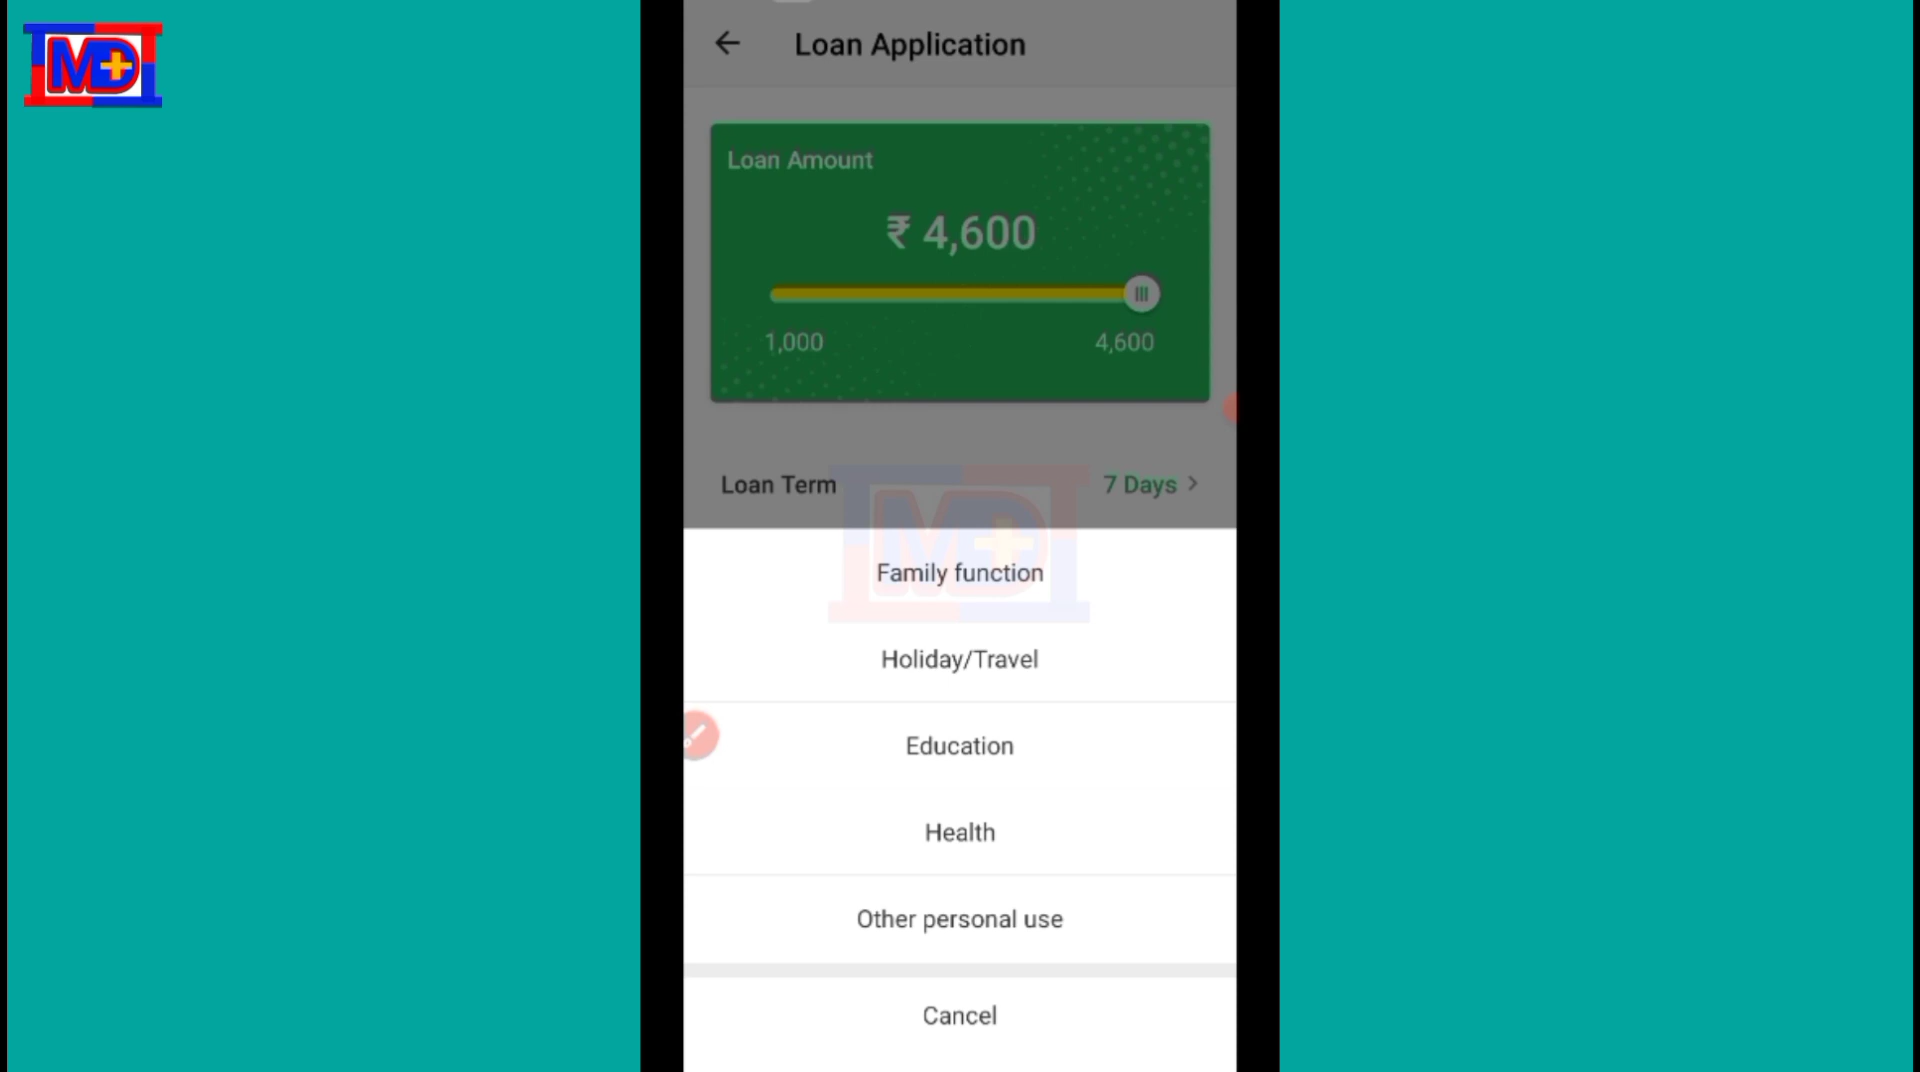 MD+
Loan Application
Loan Amount
₹ 4,600
1,000
4,600
Loan Term
7 Days >
Family function
Holiday/Travel
Education
Health
Other personal use
Cancel